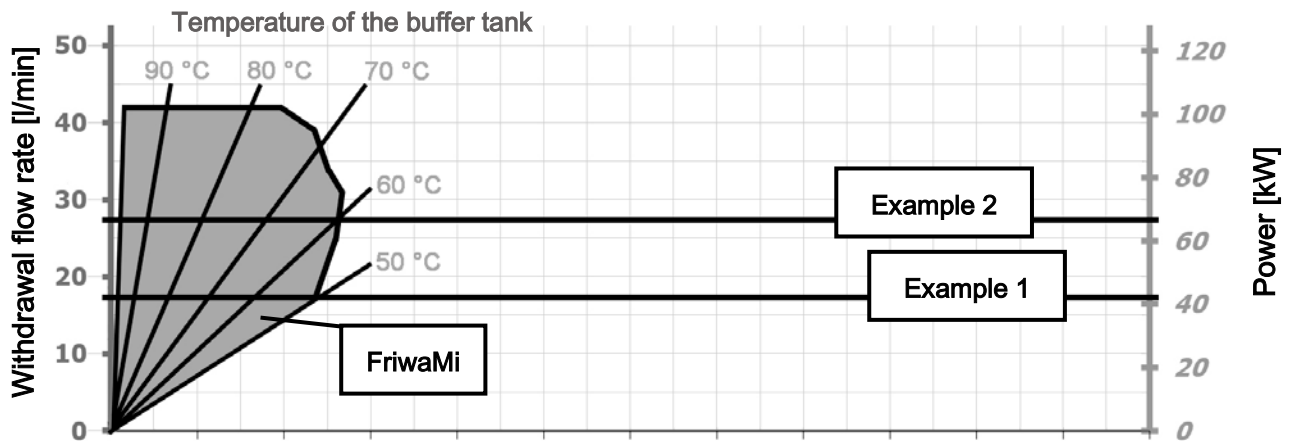 Temperature of the buffer tank
Withdrawal flow rate [l/min]
50
40
30
20
10
0
90 °C
80 °C
70 °C
60 °C
50 °C
FriwaMi
Example 2
Example 1
120
100
80
60
40
20
0
Power [kW]